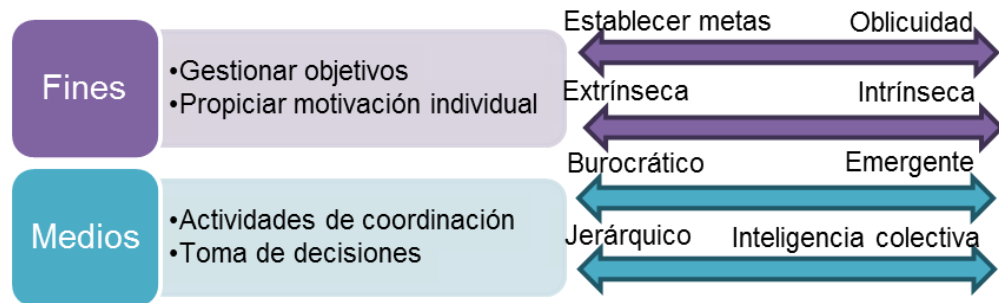 Fines
•Gestionar objetivos
•Propiciar motivación individual
Establecer metas Oblicuidad
Extrínseca Intrínseca
Medios
•Actividades de coordinación
•Toma de decisiones
Burocrático Emergente
Jerárquico Inteligencia colectiva